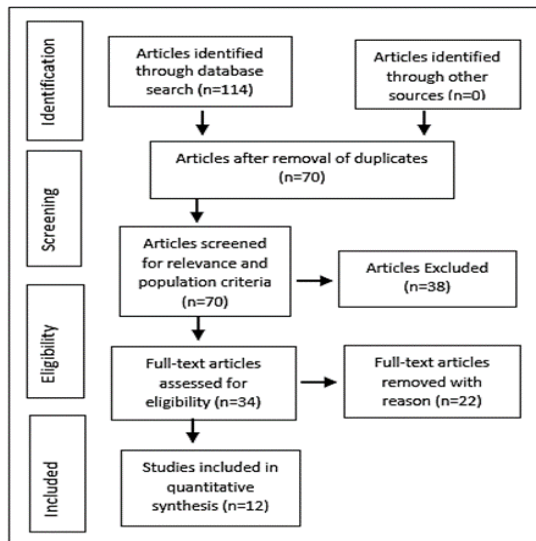 Identification
Articles identified
through database
search (n=114)
Articles identified
through other
sources (n=0)
Articles after removal of duplicates
(n=70)
Screening
Articles screened
for relevance and
population criteria
(n=70)
Articles Excluded
(n=38)
Eligibility
Full-text articles
assessed for
eligibility (n=34)
Full-text articles
removed with
reason (n=22)
Included
Studies included in
quantitative
synthesis (n=12)